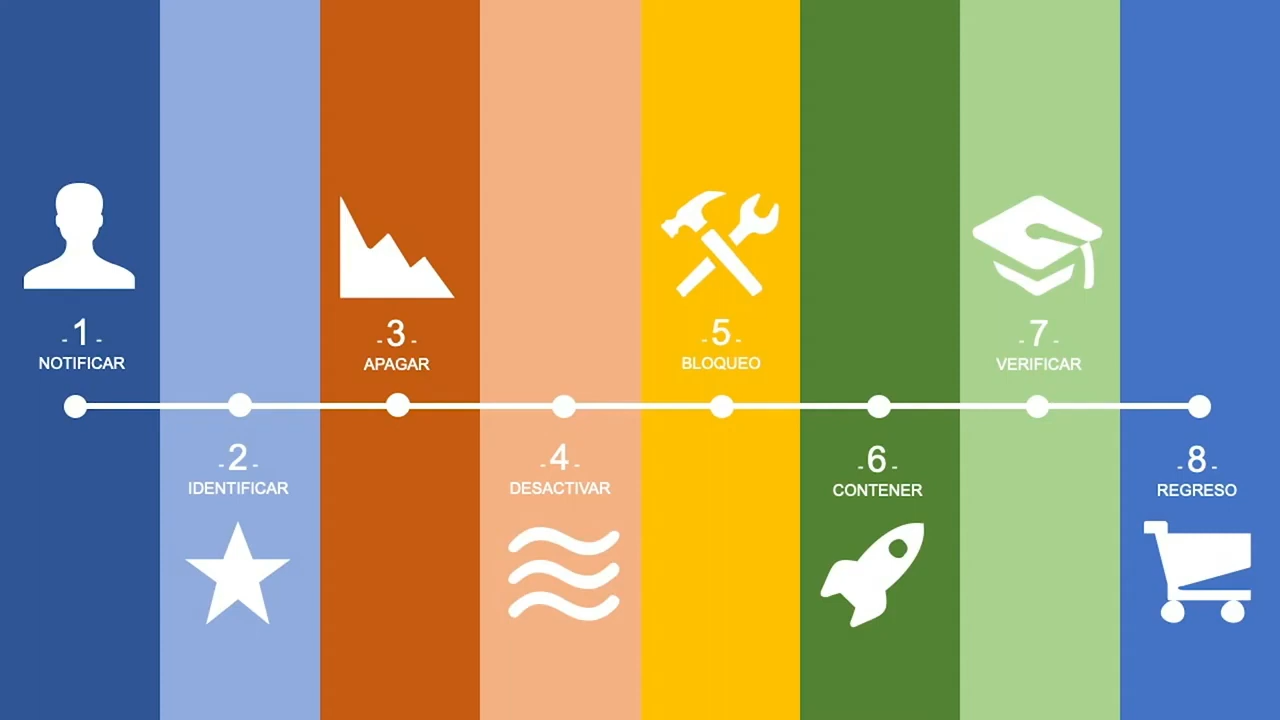 - 1 -
NOTIFICAR
- 2 -
IDENTIFICAR
- 3 -
APAGAR
- 4 -
DESACTIVAR
- 5 -
BLOQUEO
- 6 -
CONTENER
- 7 -
VERIFICAR
- 8 -
REGRESO